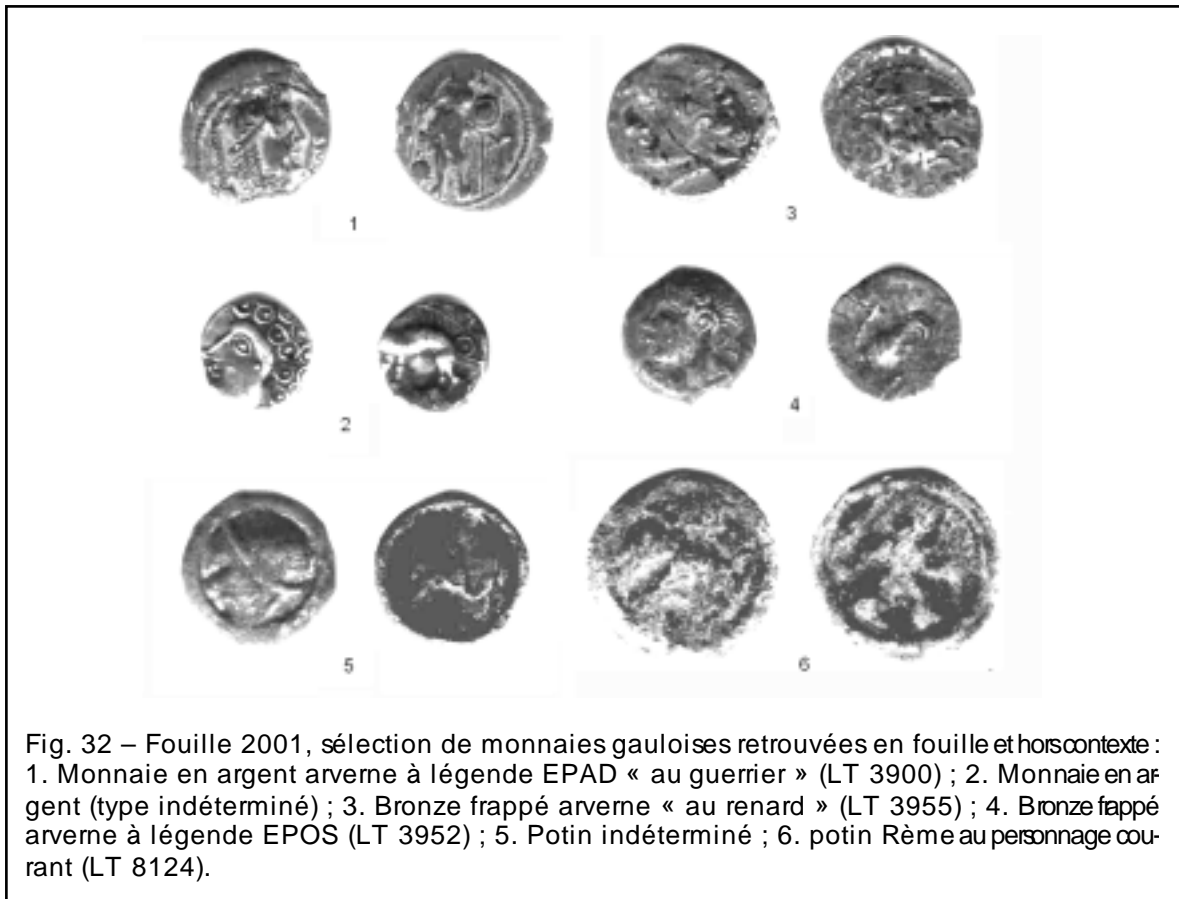 1
3
2
4
5
6
Fig. 32 – Fouille 2001, sélection de monnaies gauloises retrouvées en fouille et hors contexte :
1. Monnaie en argent arverne à légende EPAD « au guerrier » (LT 3900) ; 2. Monnaie en ar-
gent (type indéterminé) ; 3. Bronze frappé arverne « au renard » (LT 3955) ; 4. Bronze frappé
arverne à légende EPOS (LT 3952) ; 5. Potin indéterminé ; 6. potin Rème au personnage cou-
rant (LT 8124).